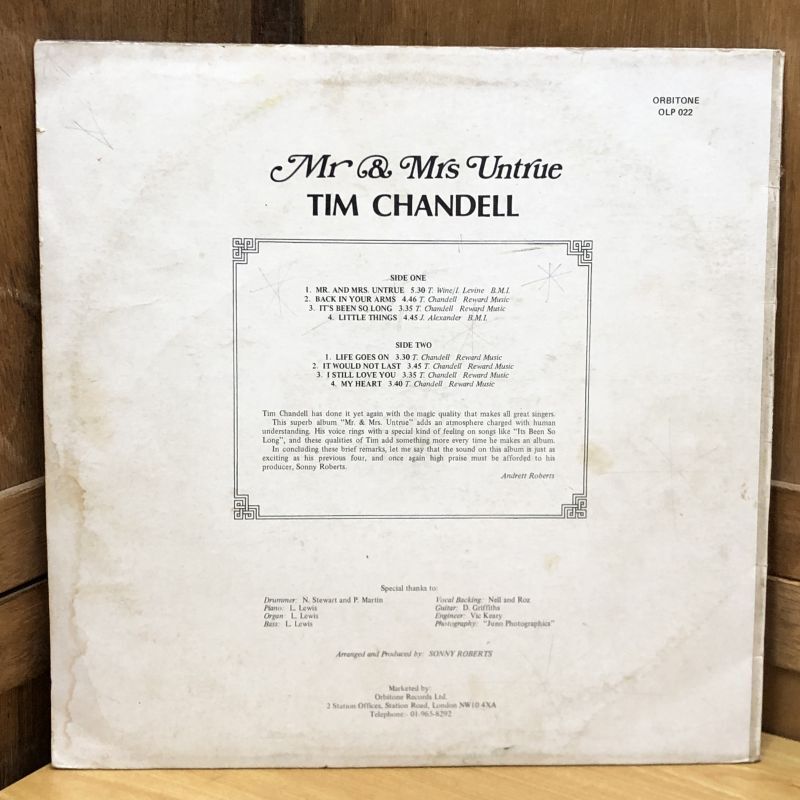 ORBITONE
OLP 022
Mr & Mrs Untrue
TIM CHANDELL
SIDE ONE
1. MR. AND MRS. UNTRUE 5.30 T. Wine/I. Levine B.M.I.
2. BACK IN YOUR ARMS 4.46 T. Chandell Reward Music
3. IT'S BEEN SO LONG 3.35 T. Chandell Reward Music
4. LITTLE THINGS 4.45 J. Alexander B.M.I.
SIDE TWO
1. LIFE GOES ON 3.30 T. Chandell Reward Music
2. IT WOULD NOT LAST 3.45 T. Chandell Reward Music
3. I STILL LOVE YOU 3.35 T. Chandell Reward Music
4. MY HEART 3.40 T. Chandell Reward Music
Tim Chandell has done it yet again with the magic quality that makes all great singers.
This superb album "Mr. & Mrs. Untrue" adds an atmosphere charged with human
understanding. His voice rings with a special kind of feeling on songs like "Its Been So
Long", and these qualities of Tim add something more every time he makes an album.
In concluding these brief remarks, let me say that the sound on this album is just as
exciting as his previous four, and once again high praise must be afforded to his
producer, Sonny Roberts.
Andrett Roberts
Special thanks to:
Drummer: N. Stewart and P. Martin
Piano: L. Lewis
Organ: L. Lewis
Bass: L. Lewis
Vocal Backing: Nell and Roz
Guitar: D. Griffiths
Engineer: Vic Keary
Photography: "Juno Photographics"
Arranged and Produced by: SONNY ROBERTS
Marketed by:
Orbitone Records Ltd.
2 Station Offices, Station Road, London NW10 4XA
Telephone: 01-965-8292